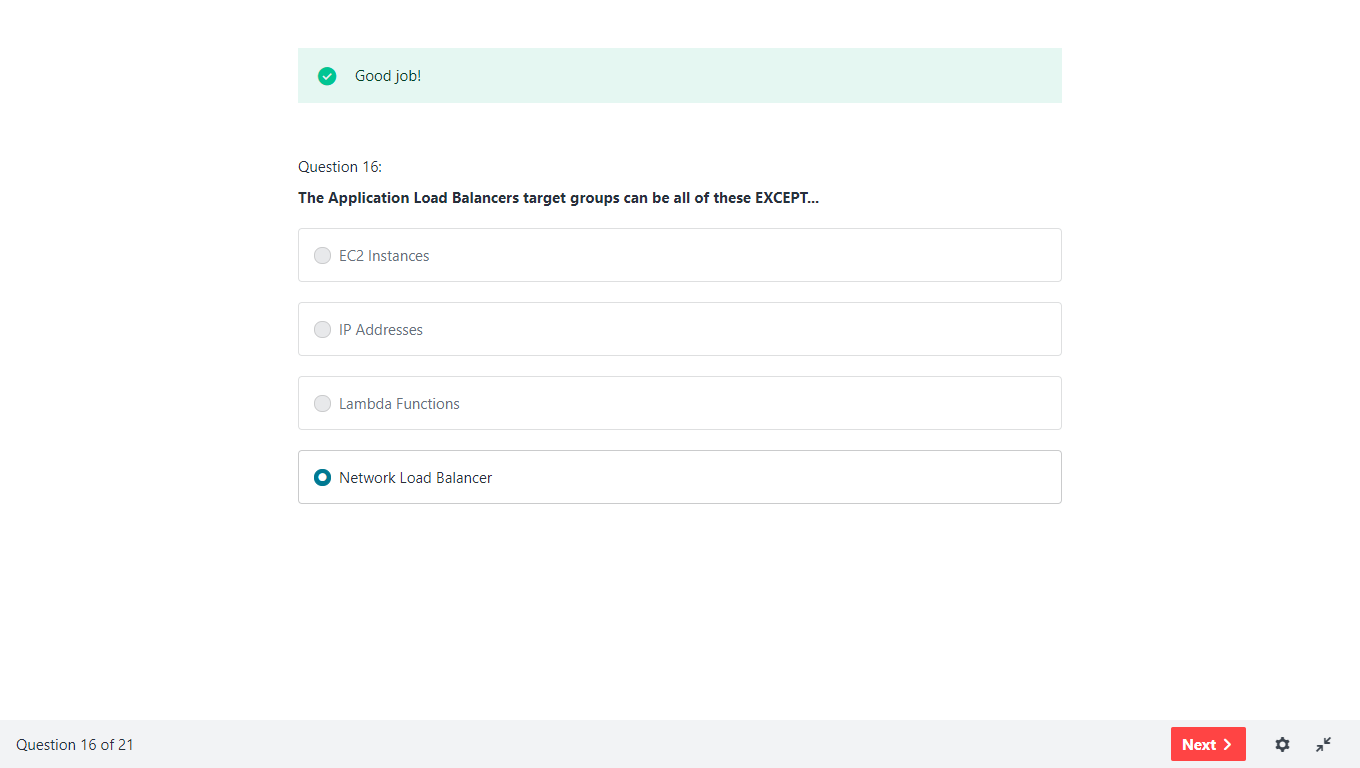 Good job!
Question 16:
The Application Load Balancers target groups can be all of these EXCEPT...
EC2 Instances
IP Addresses
Lambda Functions
Network Load Balancer
Question 16 of 21
Next